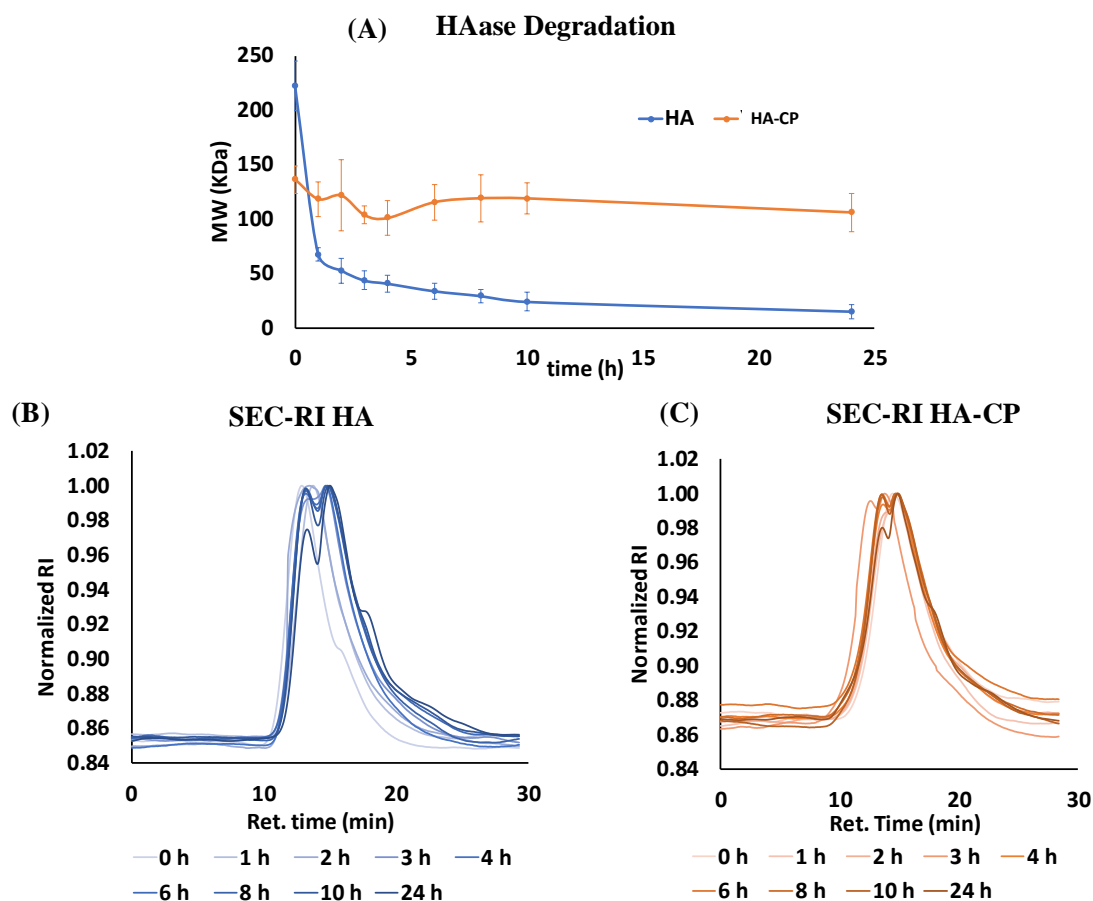 (A) HAase Degradation
250
200
150
100
50
0
MW (KDa)
HA HA-CP
0 5 10 15 20 25
time (h)
(B) SEC-RI HA
1.02
1.00
0.98
0.96
0.94
0.92
0.90
0.88
0.86
0.84
Normalized RI
0 10 20 30
Ret. time (min)
0 h 1 h 2 h 3 h 4 h
6 h 8 h 10 h 24 h
(C) SEC-RI HA-CP
1.02
1.00
0.98
0.96
0.94
0.92
0.90
0.88
0.86
0.84
Normalized RI
0 10 20 30
Ret. Time (min)
0 h 1 h 2 h 3 h 4 h
6 h 8 h 10 h 24 h